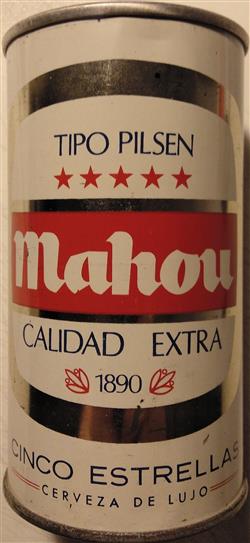 TIPO PILSEN
Mahou
CALIDAD EXTRA
1890
CINCO ESTRELLAS
CERVEZA DE LUJO